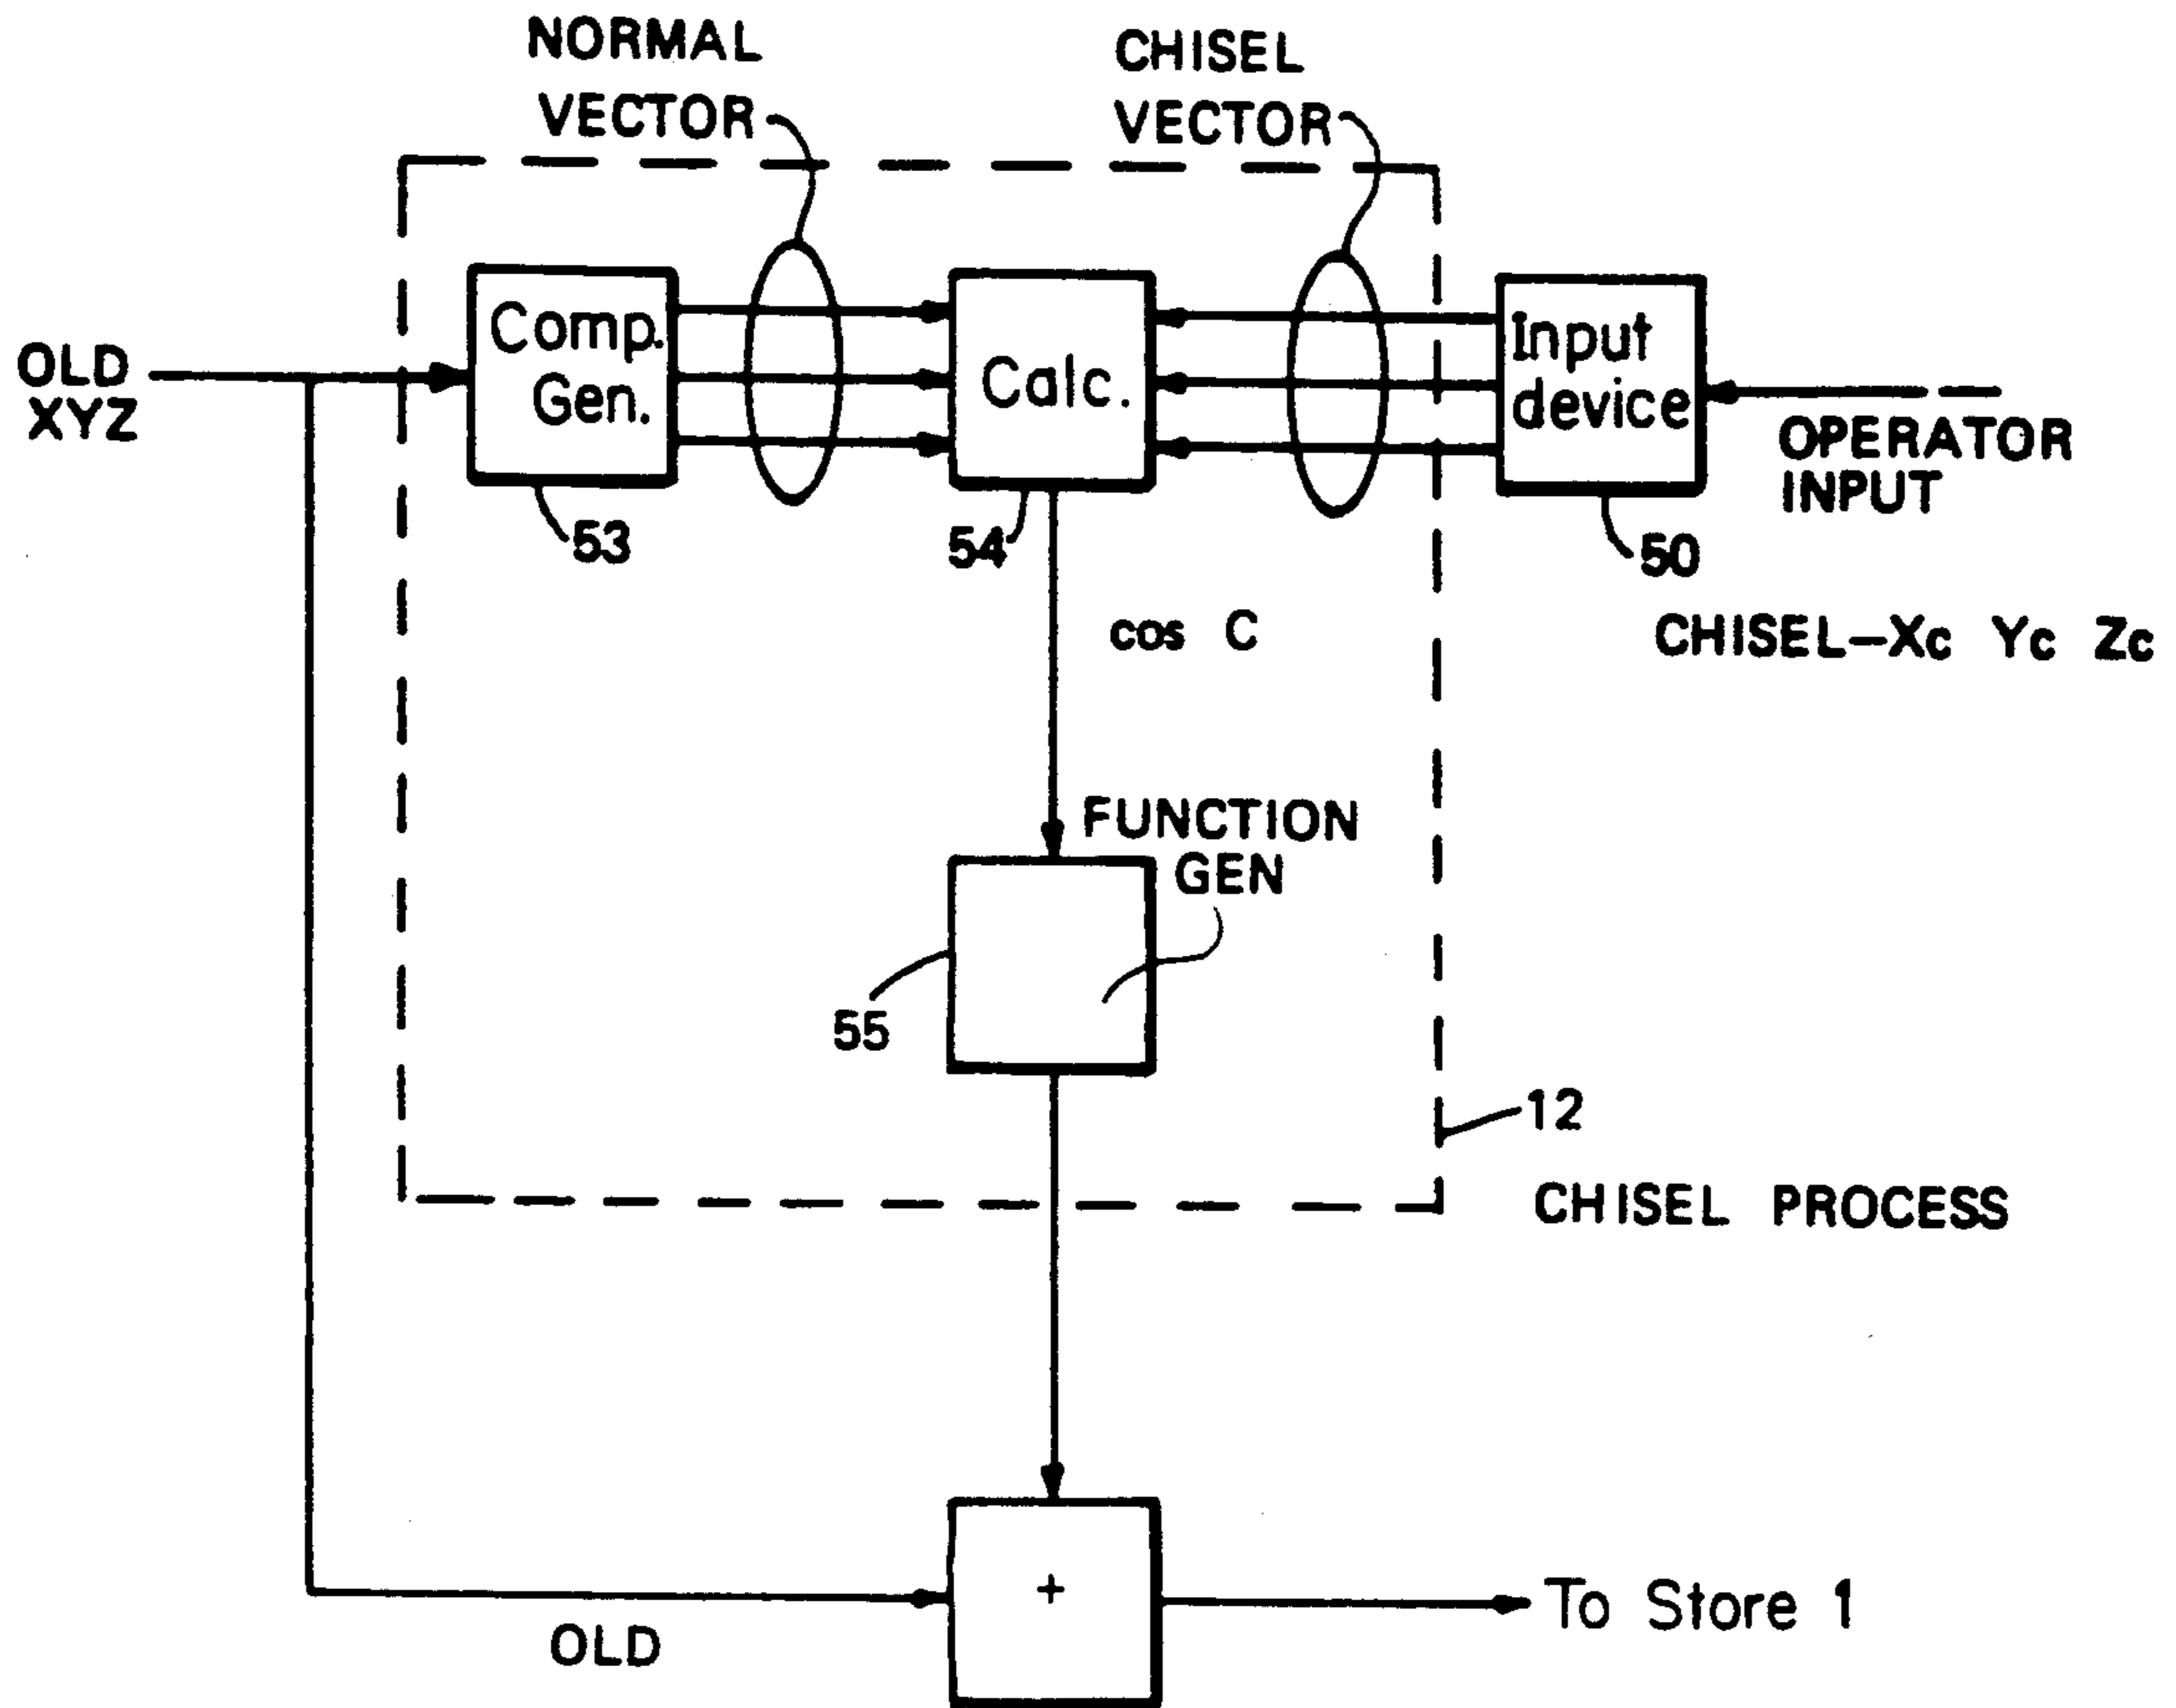 NORMAL
VECTOR
CHISEL
VECTOR
OLD
XYZ
Comp.
Gen.
Calc.
Input
device
OPERATOR
INPUT
53
54
50
cos C
CHISEL-Xc Yc Zc
FUNCTION
GEN
55
12
CHISEL PROCESS
+
To Store 1
OLD